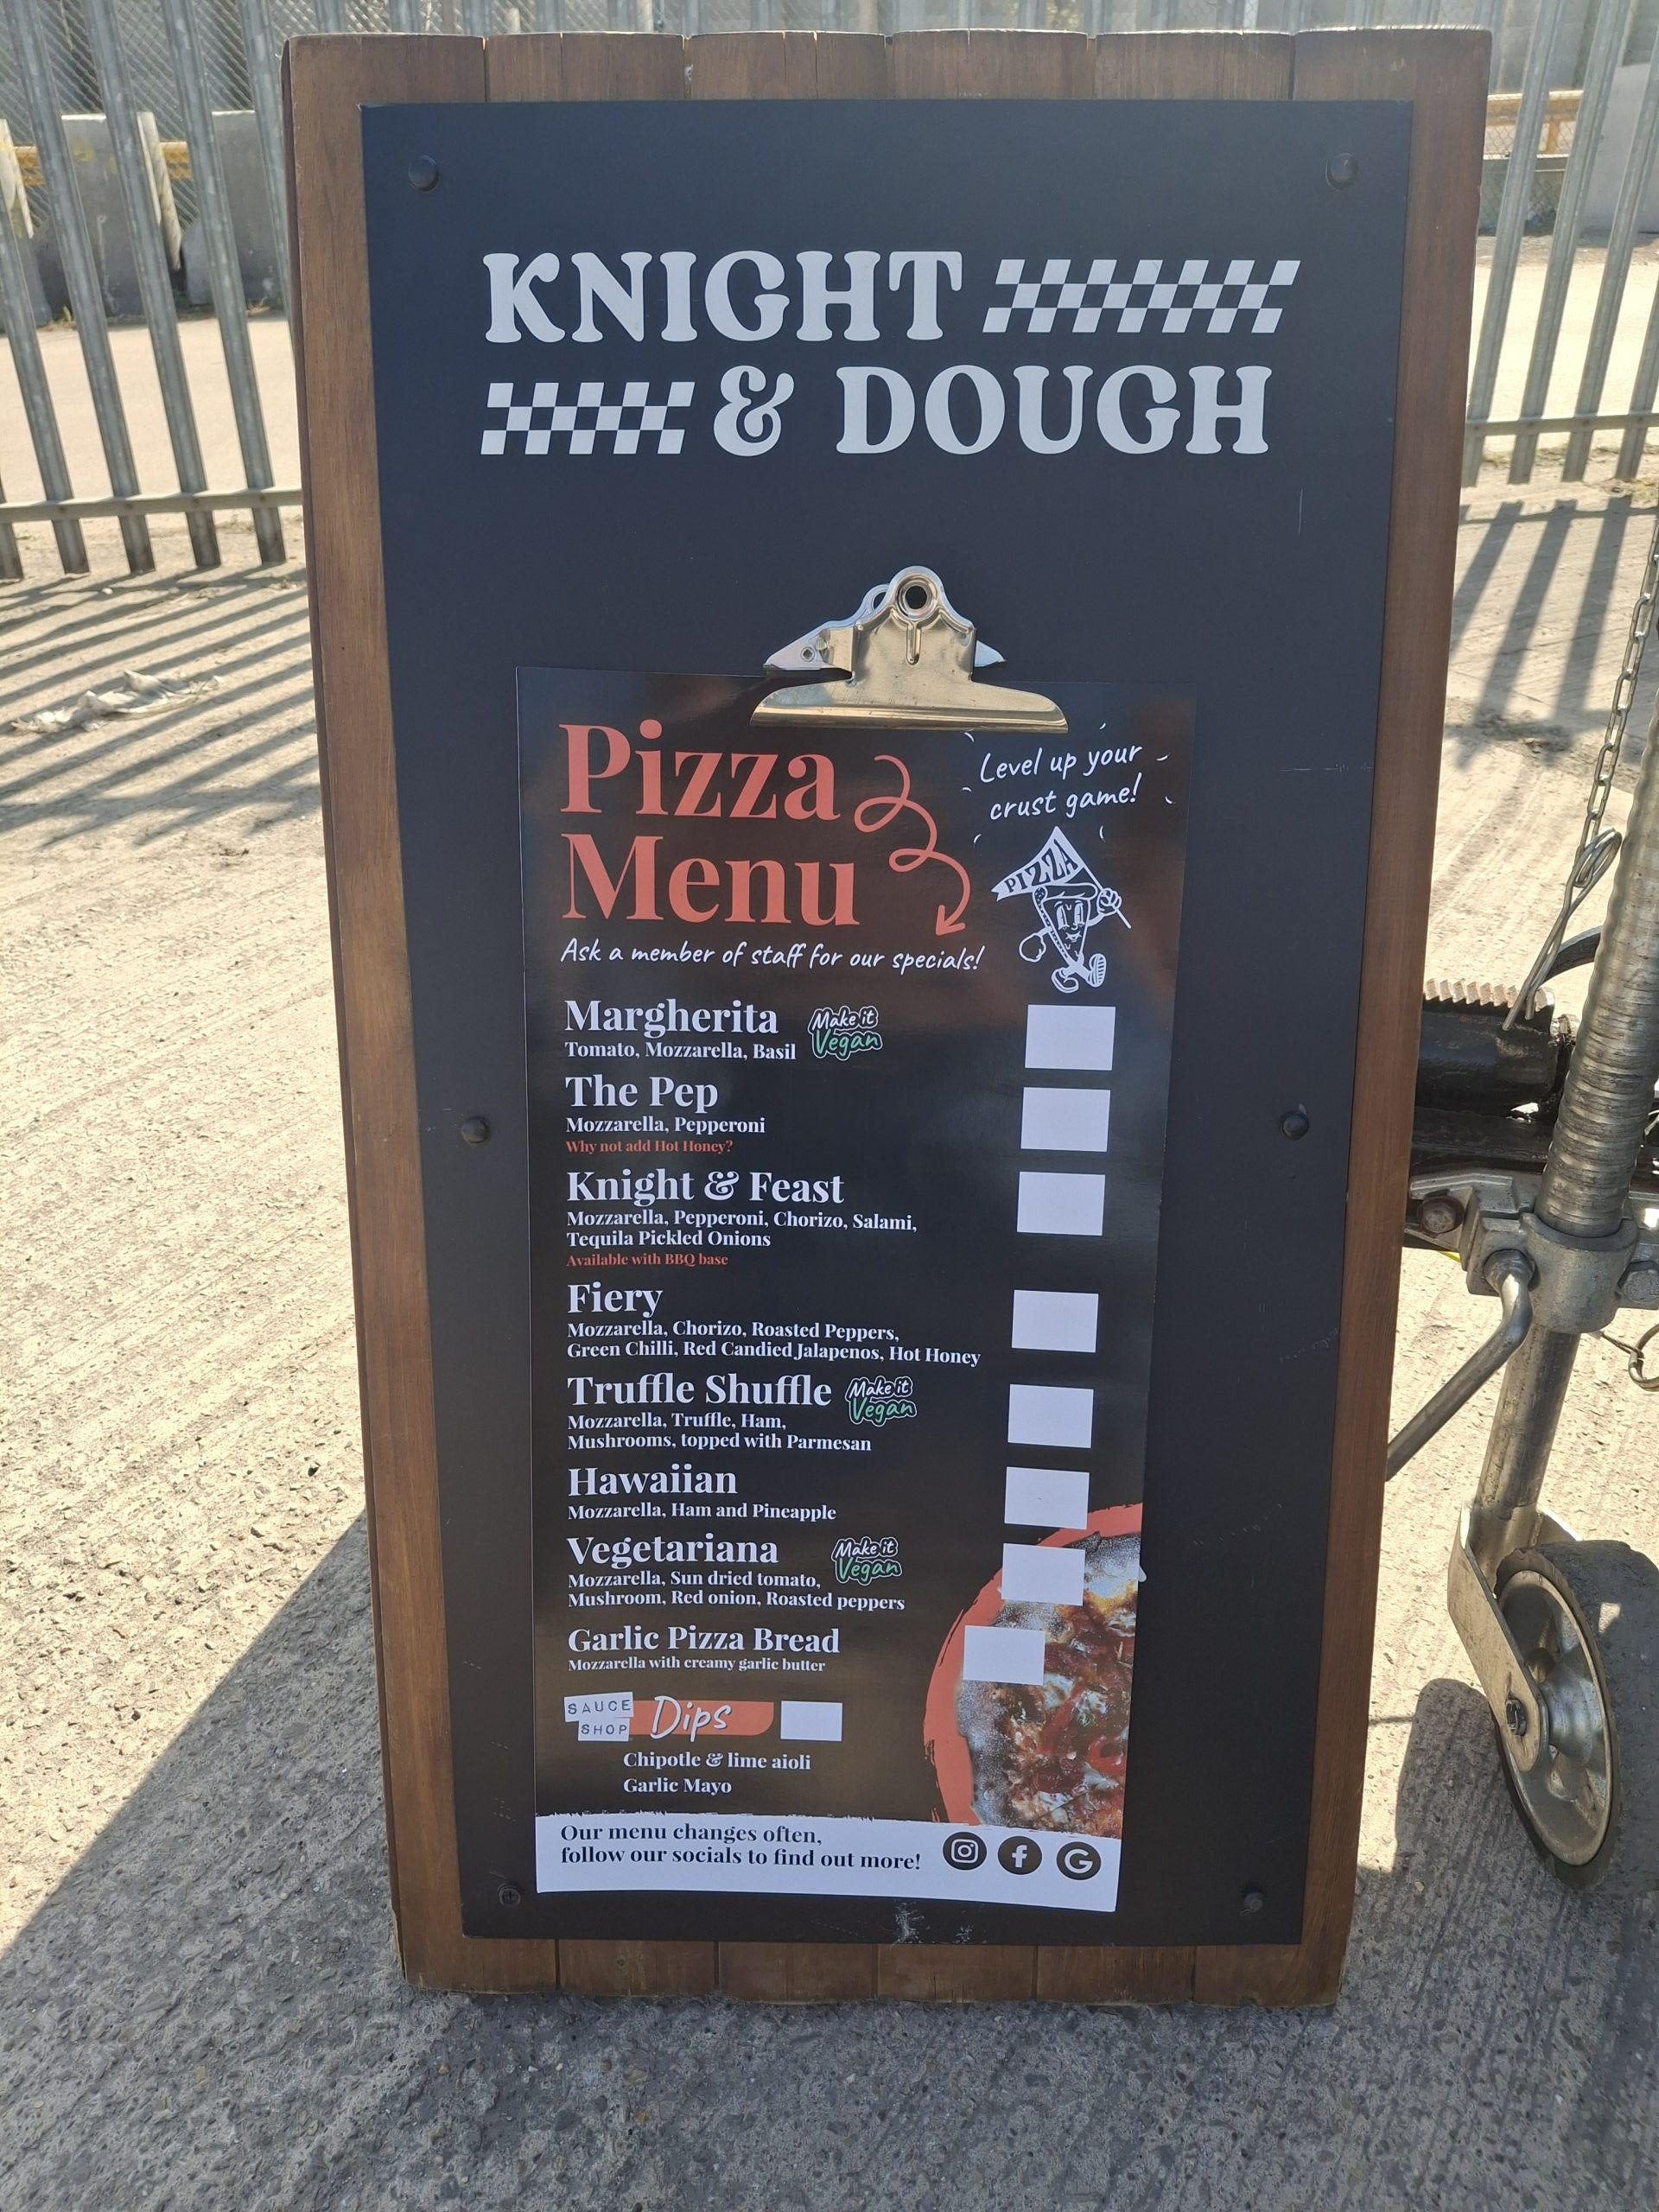 KNIGHT
& DOUGH
Pizza
Menu
Level up your
crust game!
PIZZA
Ask a member of staff for our specials!
Margherita
Make it
Vegan
Tomato, Mozzarella, Basil
The Pep
Mozzarella, Pepperoni
Why not add Hot Honey?
Knight & Feast
Mozzarella, Pepperoni, Chorizo, Salami,
Tequila Pickled Onions
Available with BBQ base
Fiery
Mozzarella, Chorizo, Roasted Peppers,
Green Chilli, Red Candied Jalapenos, Hot Honey
Truffle Shuffle
Make it
Vegan
Mozzarella, Truffle, Ham,
Mushrooms, topped with Parmesan
Hawaiian
Mozzarella, Ham and Pineapple
Vegetariana
Make it
Vegan
Mozzarella, Sun dried tomato,
Mushroom, Red onion, Roasted peppers
Garlic Pizza Bread
Mozzarella with creamy garlic butter
SAUCE
SHOP
Dips
Chipotle & lime aioli
Garlic Mayo
Our menu changes often,
follow our socials to find out more!